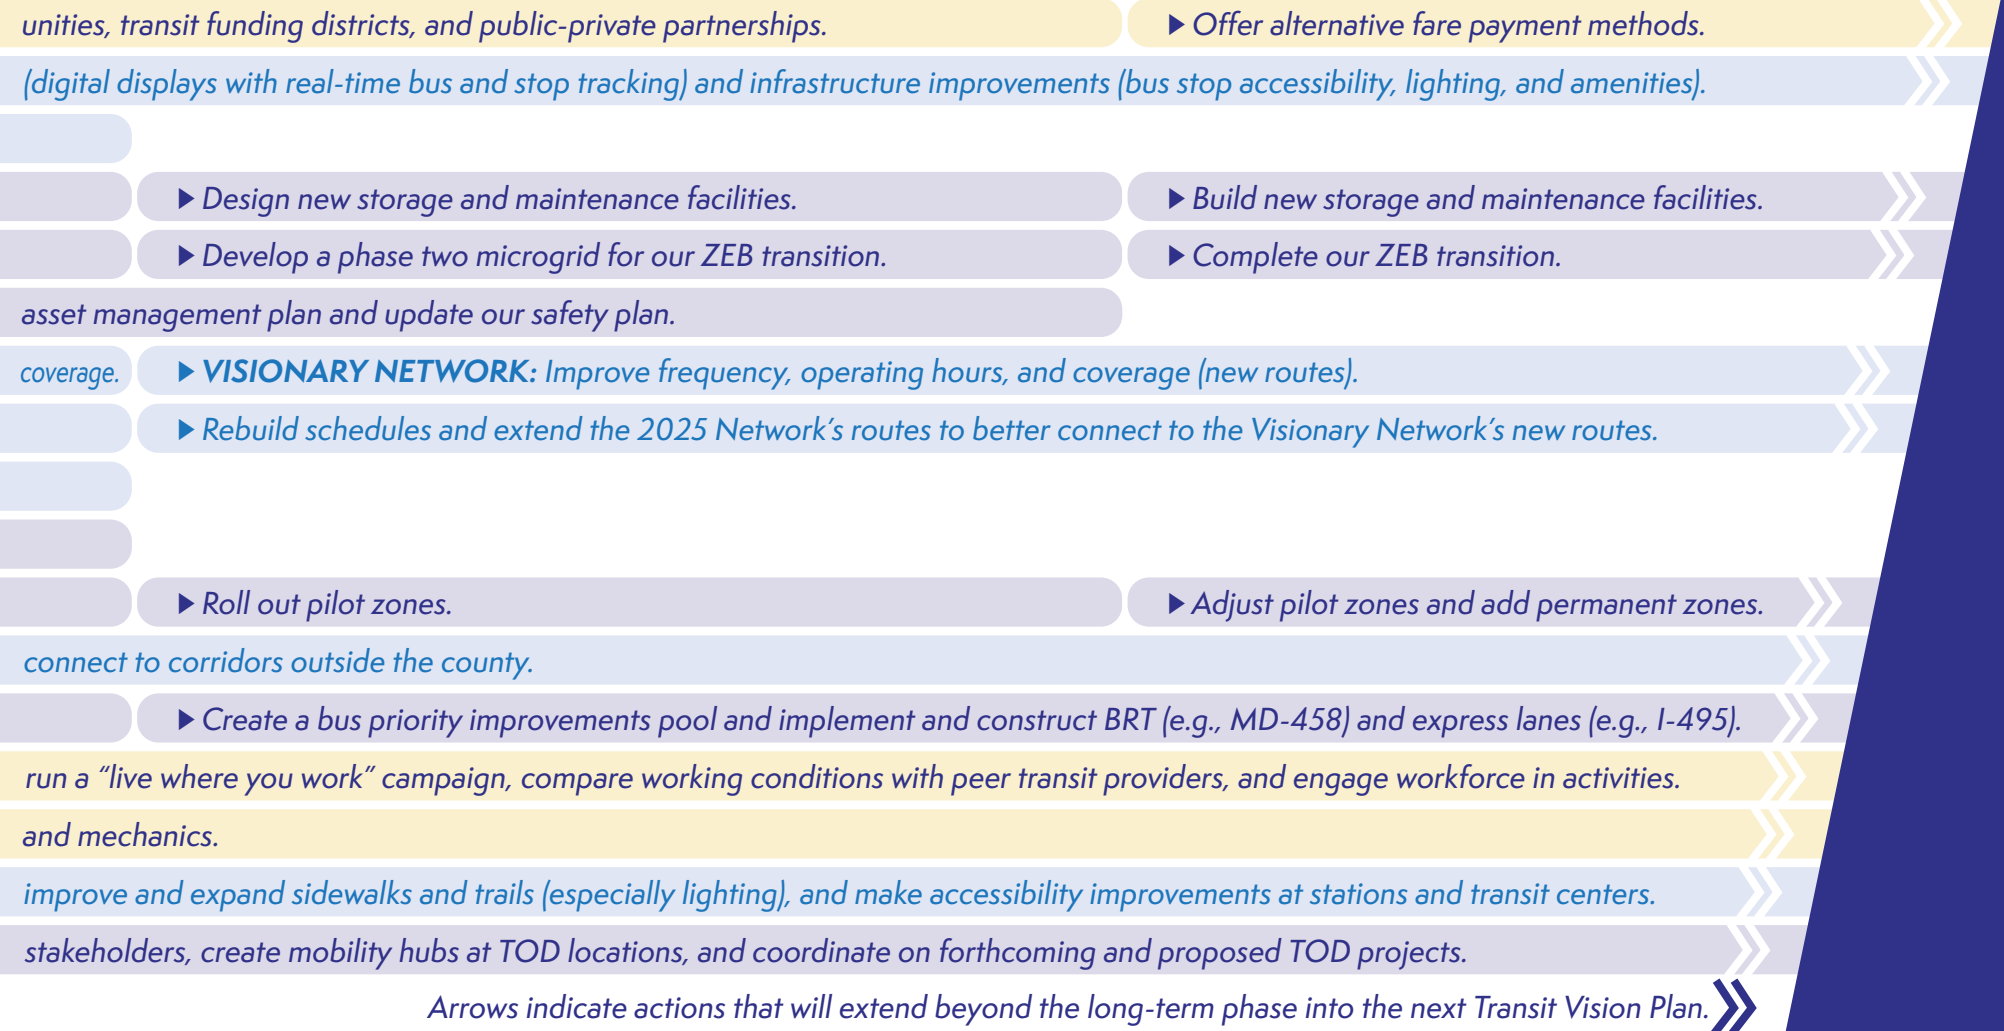 unities, transit funding districts, and public-private partnerships. ▶ Offer alternative fare payment methods.
(digital displays with real-time bus and stop tracking) and infrastructure improvements (bus stop accessibility, lighting, and amenities).
▶ Design new storage and maintenance facilities. ▶ Build new storage and maintenance facilities.
▶ Develop a phase two microgrid for our ZEB transition. ▶ Complete our ZEB transition.
asset management plan and update our safety plan.
coverage. ▶ VISIONARY NETWORK: Improve frequency, operating hours, and coverage (new routes).
▶ Rebuild schedules and extend the 2025 Network's routes to better connect to the Visionary Network's new routes.
▶ Roll out pilot zones. ▶ Adjust pilot zones and add permanent zones.
connect to corridors outside the county.
▶ Create a bus priority improvements pool and implement and construct BRT (e.g., MD-458) and express lanes (e.g., I-495).
run a “live where you work” campaign, compare working conditions with peer transit providers, and engage workforce in activities.
and mechanics.
improve and expand sidewalks and trails (especially lighting), and make accessibility improvements at stations and transit centers.
stakeholders, create mobility hubs at TOD locations, and coordinate on forthcoming and proposed TOD projects.
Arrows indicate actions that will extend beyond the long-term phase into the next Transit Vision Plan.